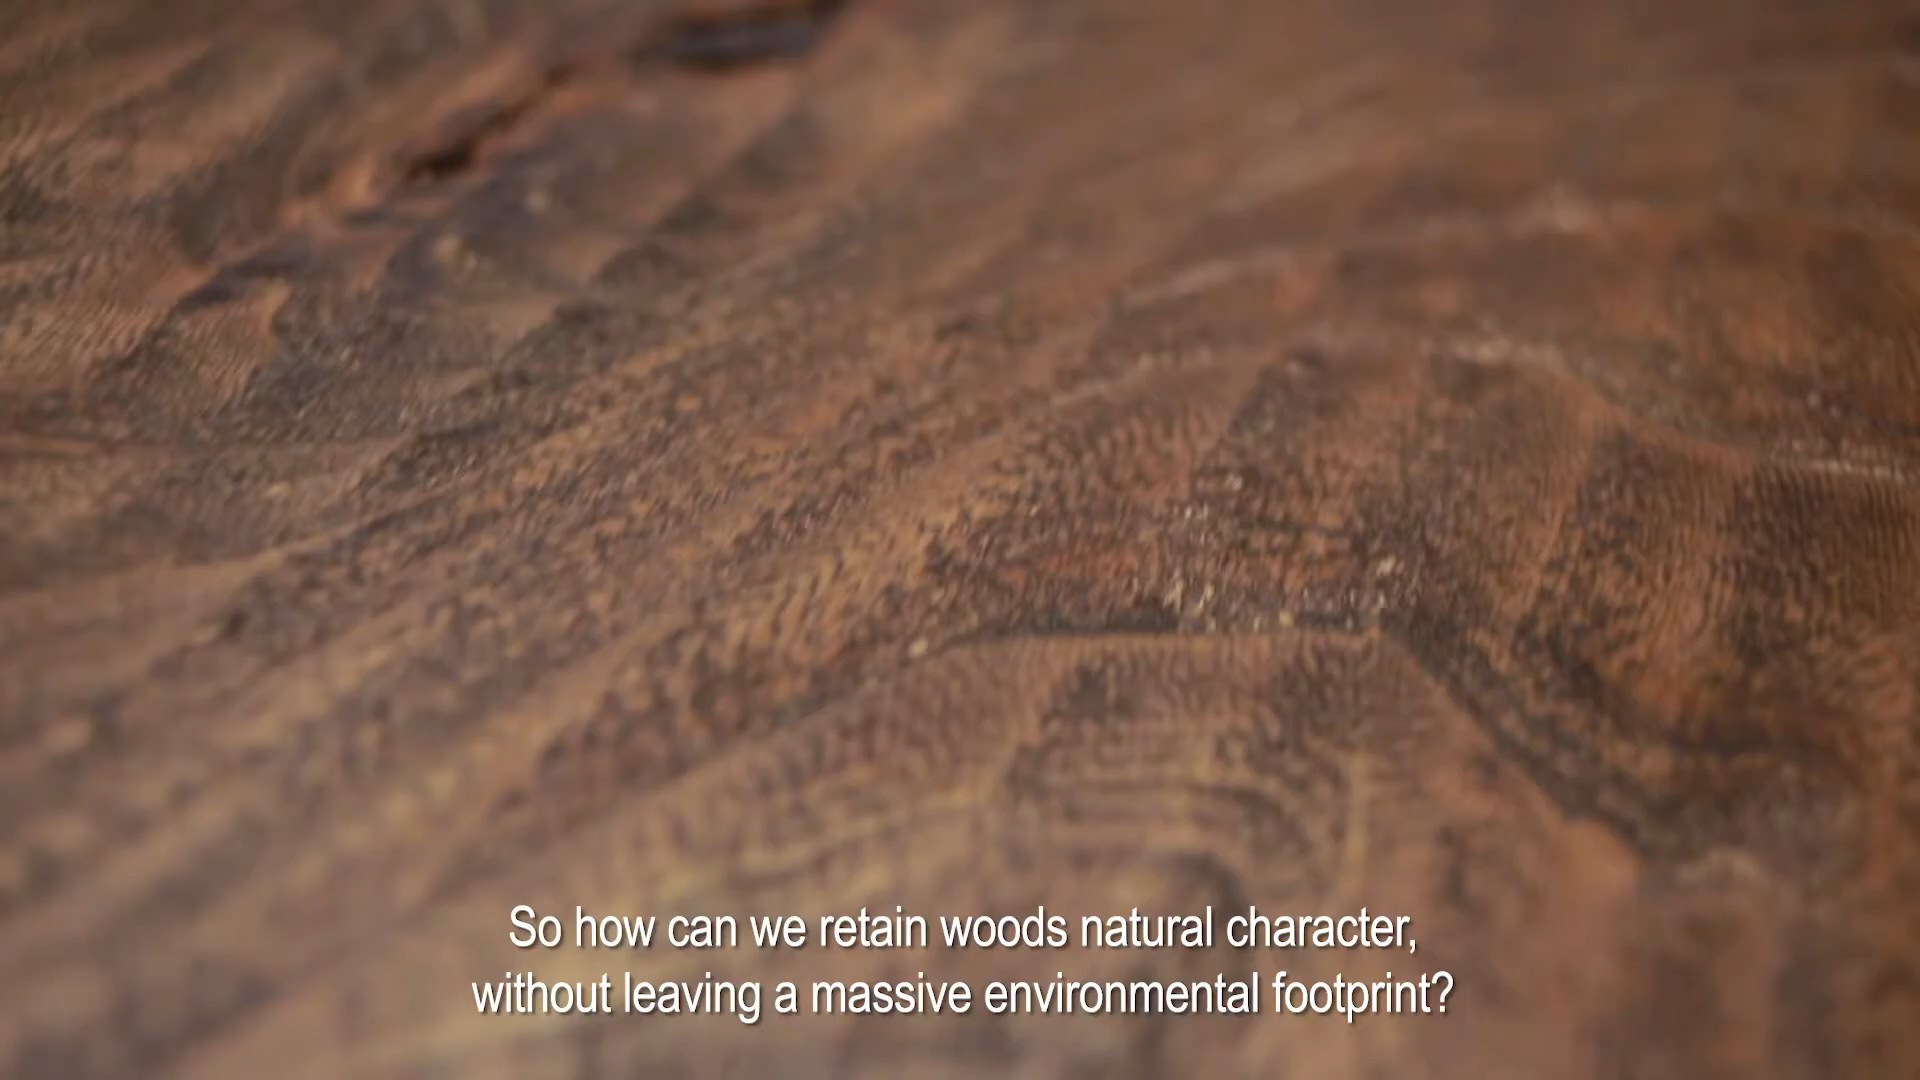 So how can we retain woods natural character,
without leaving a massive environmental footprint?